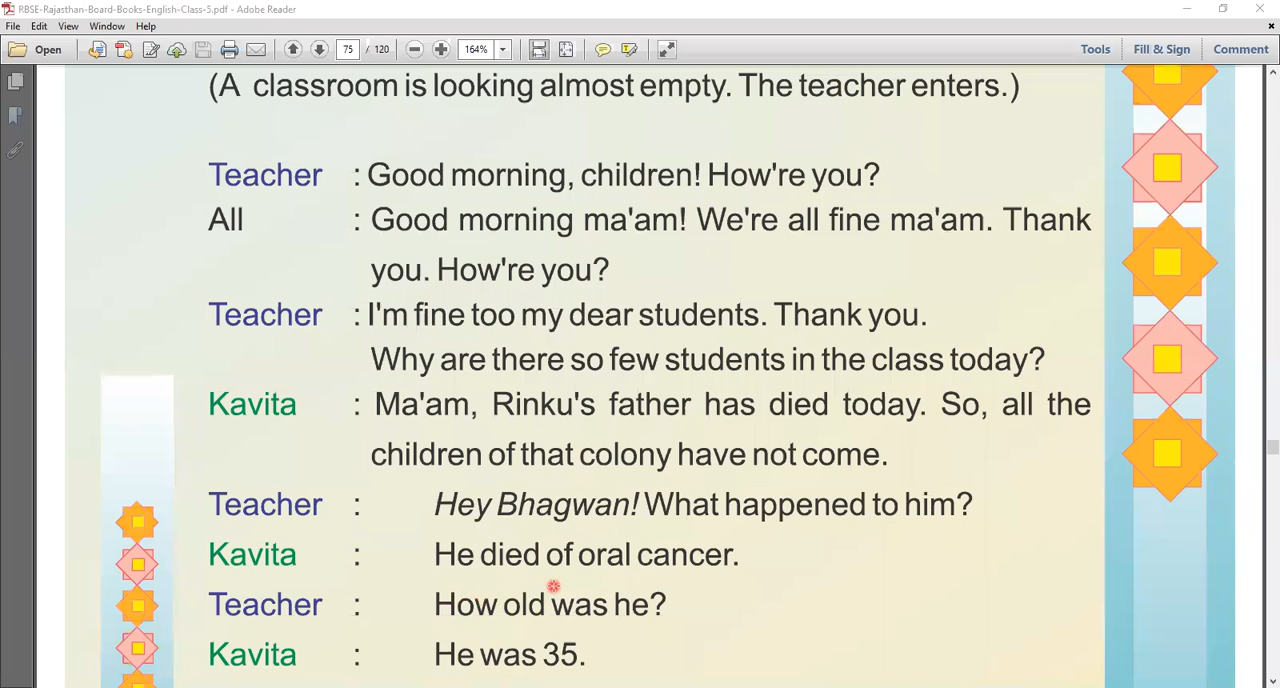 RBSE-Rajasthan-Board-Books-English-Class-5.pdf - Adobe Reader
File Edit View Window Help
Open 75 / 120 164% Tools Fill & Sign Comment
(A classroom is looking almost empty. The teacher enters.)
Teacher : Good morning, children! How're you?
All : Good morning ma'am! We're all fine ma'am. Thank
you. How're you?
Teacher : I'm fine too my dear students. Thank you.
Why are there so few students in the class today?
Kavita : Ma'am, Rinku's father has died today. So, all the
children of that colony have not come.
Teacher : Hey Bhagwan! What happened to him?
Kavita : He died of oral cancer.
Teacher : How old was he?
Kavita : He was 35.